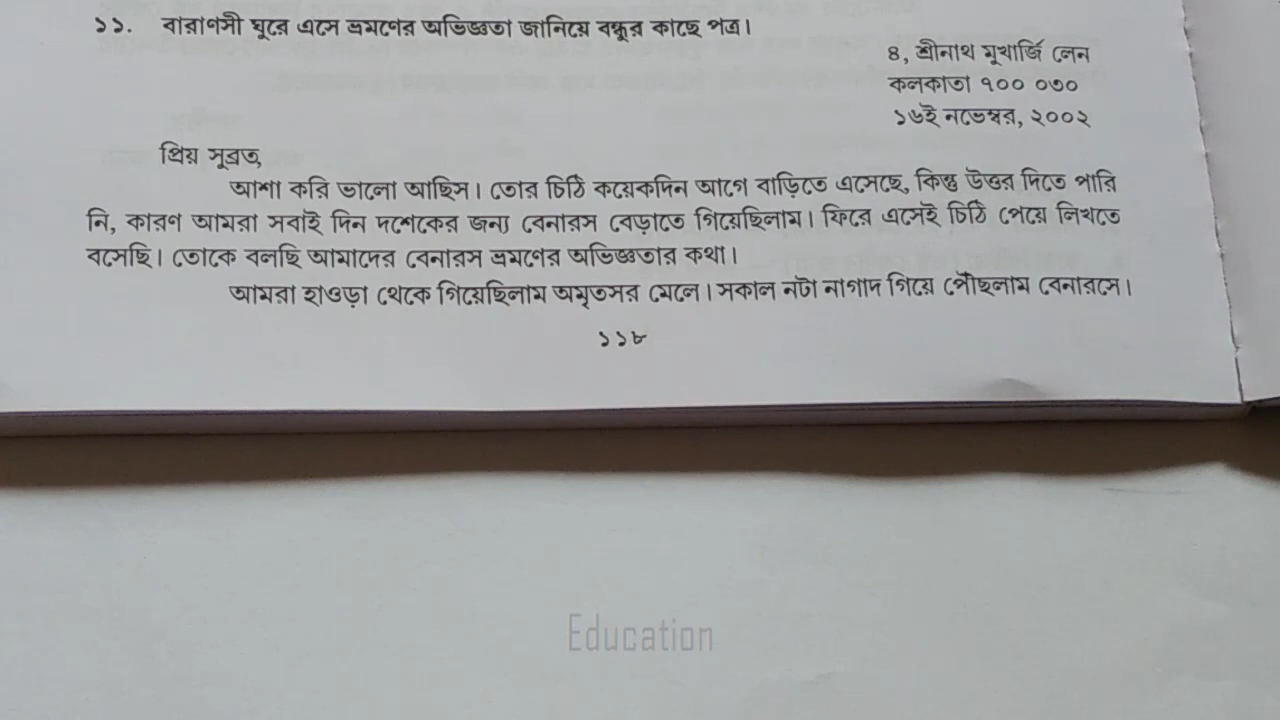 ১১. বারাণসী ঘুরে এসে ভ্রমণের অভিজ্ঞতা জানিয়ে বন্ধুর কাছে পত্র।
৪, শ্রীনাথ মুখার্জি লেন
কলকাতা ৭০০ ০৩০
১৬ই নভেম্বর, ২০০২
প্রিয় সুব্রত,
আশা করি ভালো আছিস। তোর চিঠি কয়েকদিন আগে বাড়িতে এসেছে, কিন্তু উত্তর দিতে পারি
নি, কারণ আমরা সবাই দিন দশেকের জন্য বেনারস বেড়াতে গিয়েছিলাম। ফিরে এসেই চিঠি পেয়ে লিখতে
বসেছি। তোকে বলছি আমাদের বেনারস ভ্রমণের অভিজ্ঞতার কথা।
আমরা হাওড়া থেকে গিয়েছিলাম অমৃতসর মেলে। সকাল নটা নাগাদ গিয়ে পৌঁছলাম বেনারসে।
১১৮
Education